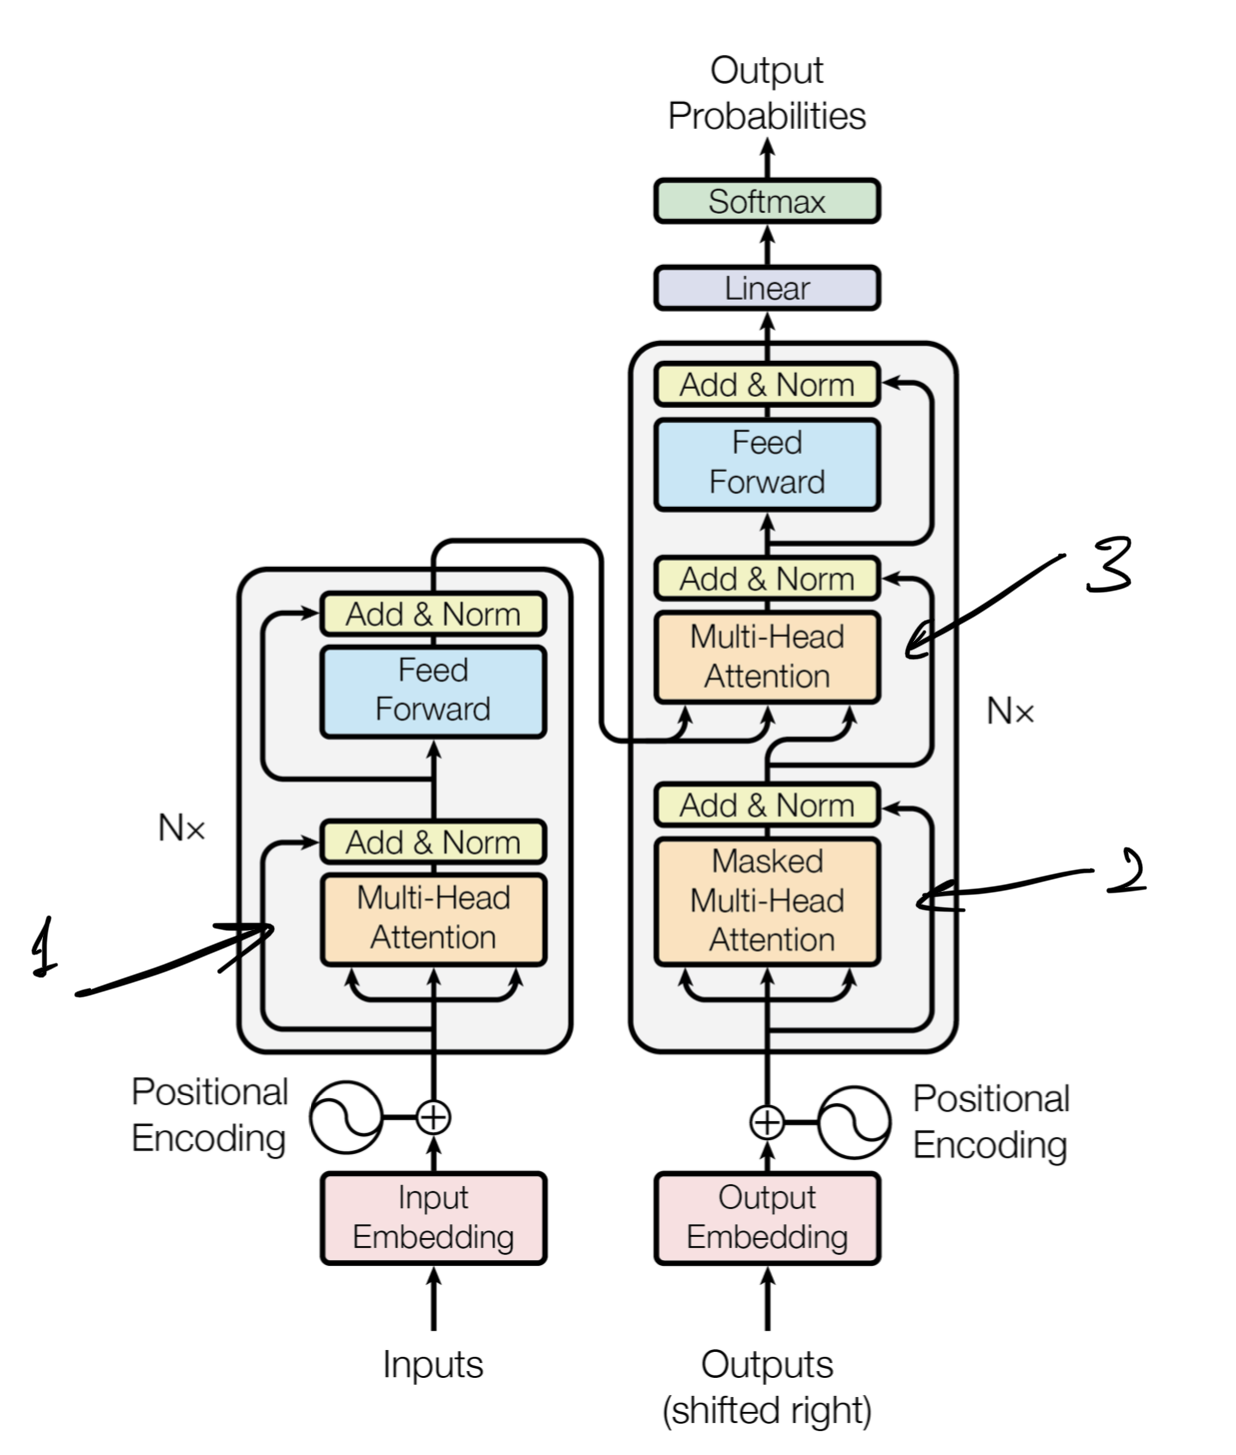 Output
Probabilities
Softmax
Linear
Add & Norm
Feed
Forward
Add & Norm
Multi-Head
Attention
3
N×
Add & Norm
Masked
Multi-Head
Attention
2
Add & Norm
Feed
Forward
N×
Add & Norm
Multi-Head
Attention
1
Positional
Encoding
Positional
Encoding
Input
Embedding
Output
Embedding
Inputs
Outputs
(shifted right)